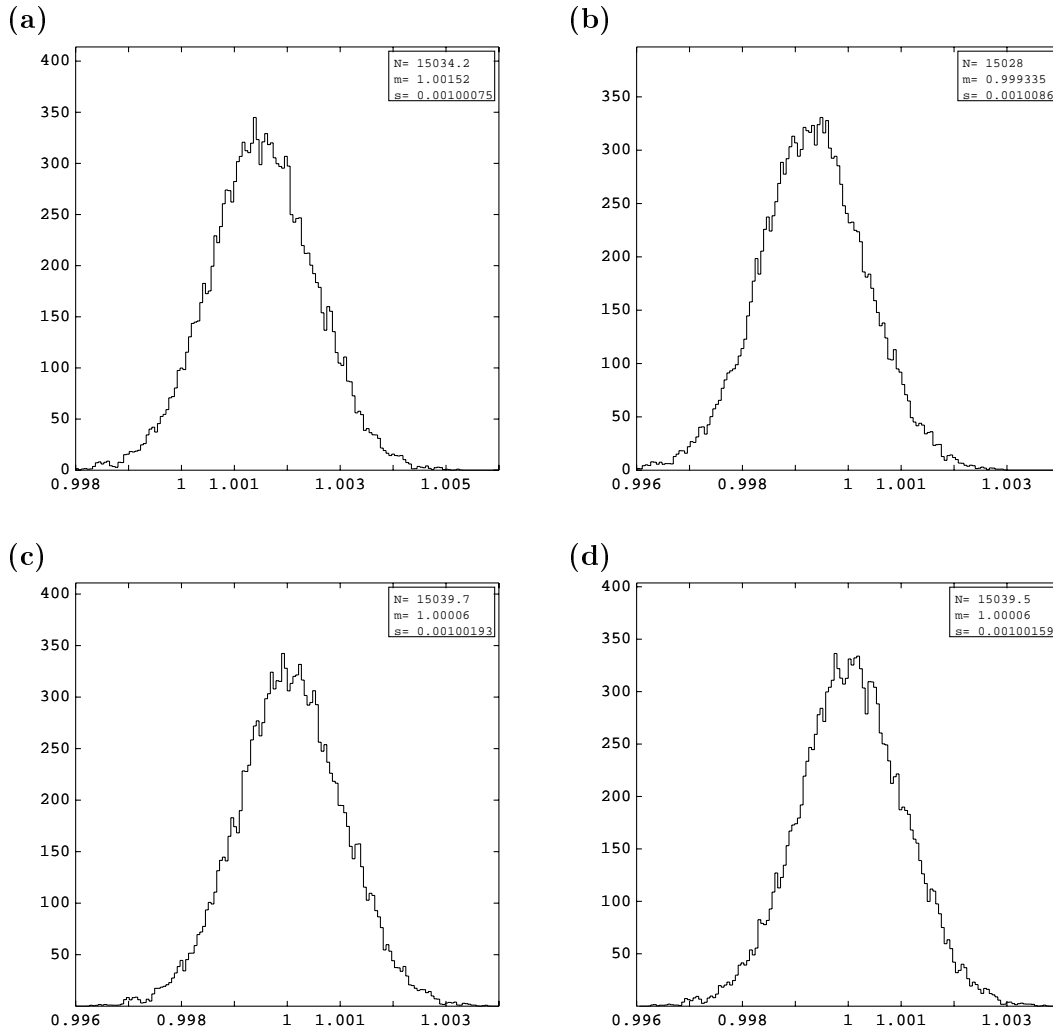 (a)
400
350
300
250
200
150
100
50
0
0.998 1 1.001 1.003 1.005
N= 15034.2
m= 1.00152
s= 0.00100075
(b)
350
300
250
200
150
100
50
0
0.996 0.998 1 1.001 1.003
N= 15028
m= 0.999335
s= 0.0010086
(c)
400
350
300
250
200
150
100
50
0.996 0.998 1 1.001 1.003
N= 15039.7
m= 1.00006
s= 0.00100193
(d)
400
350
300
250
200
150
100
50
0.996 0.998 1 1.001 1.003
N= 15039.5
m= 1.00006
s= 0.00100159